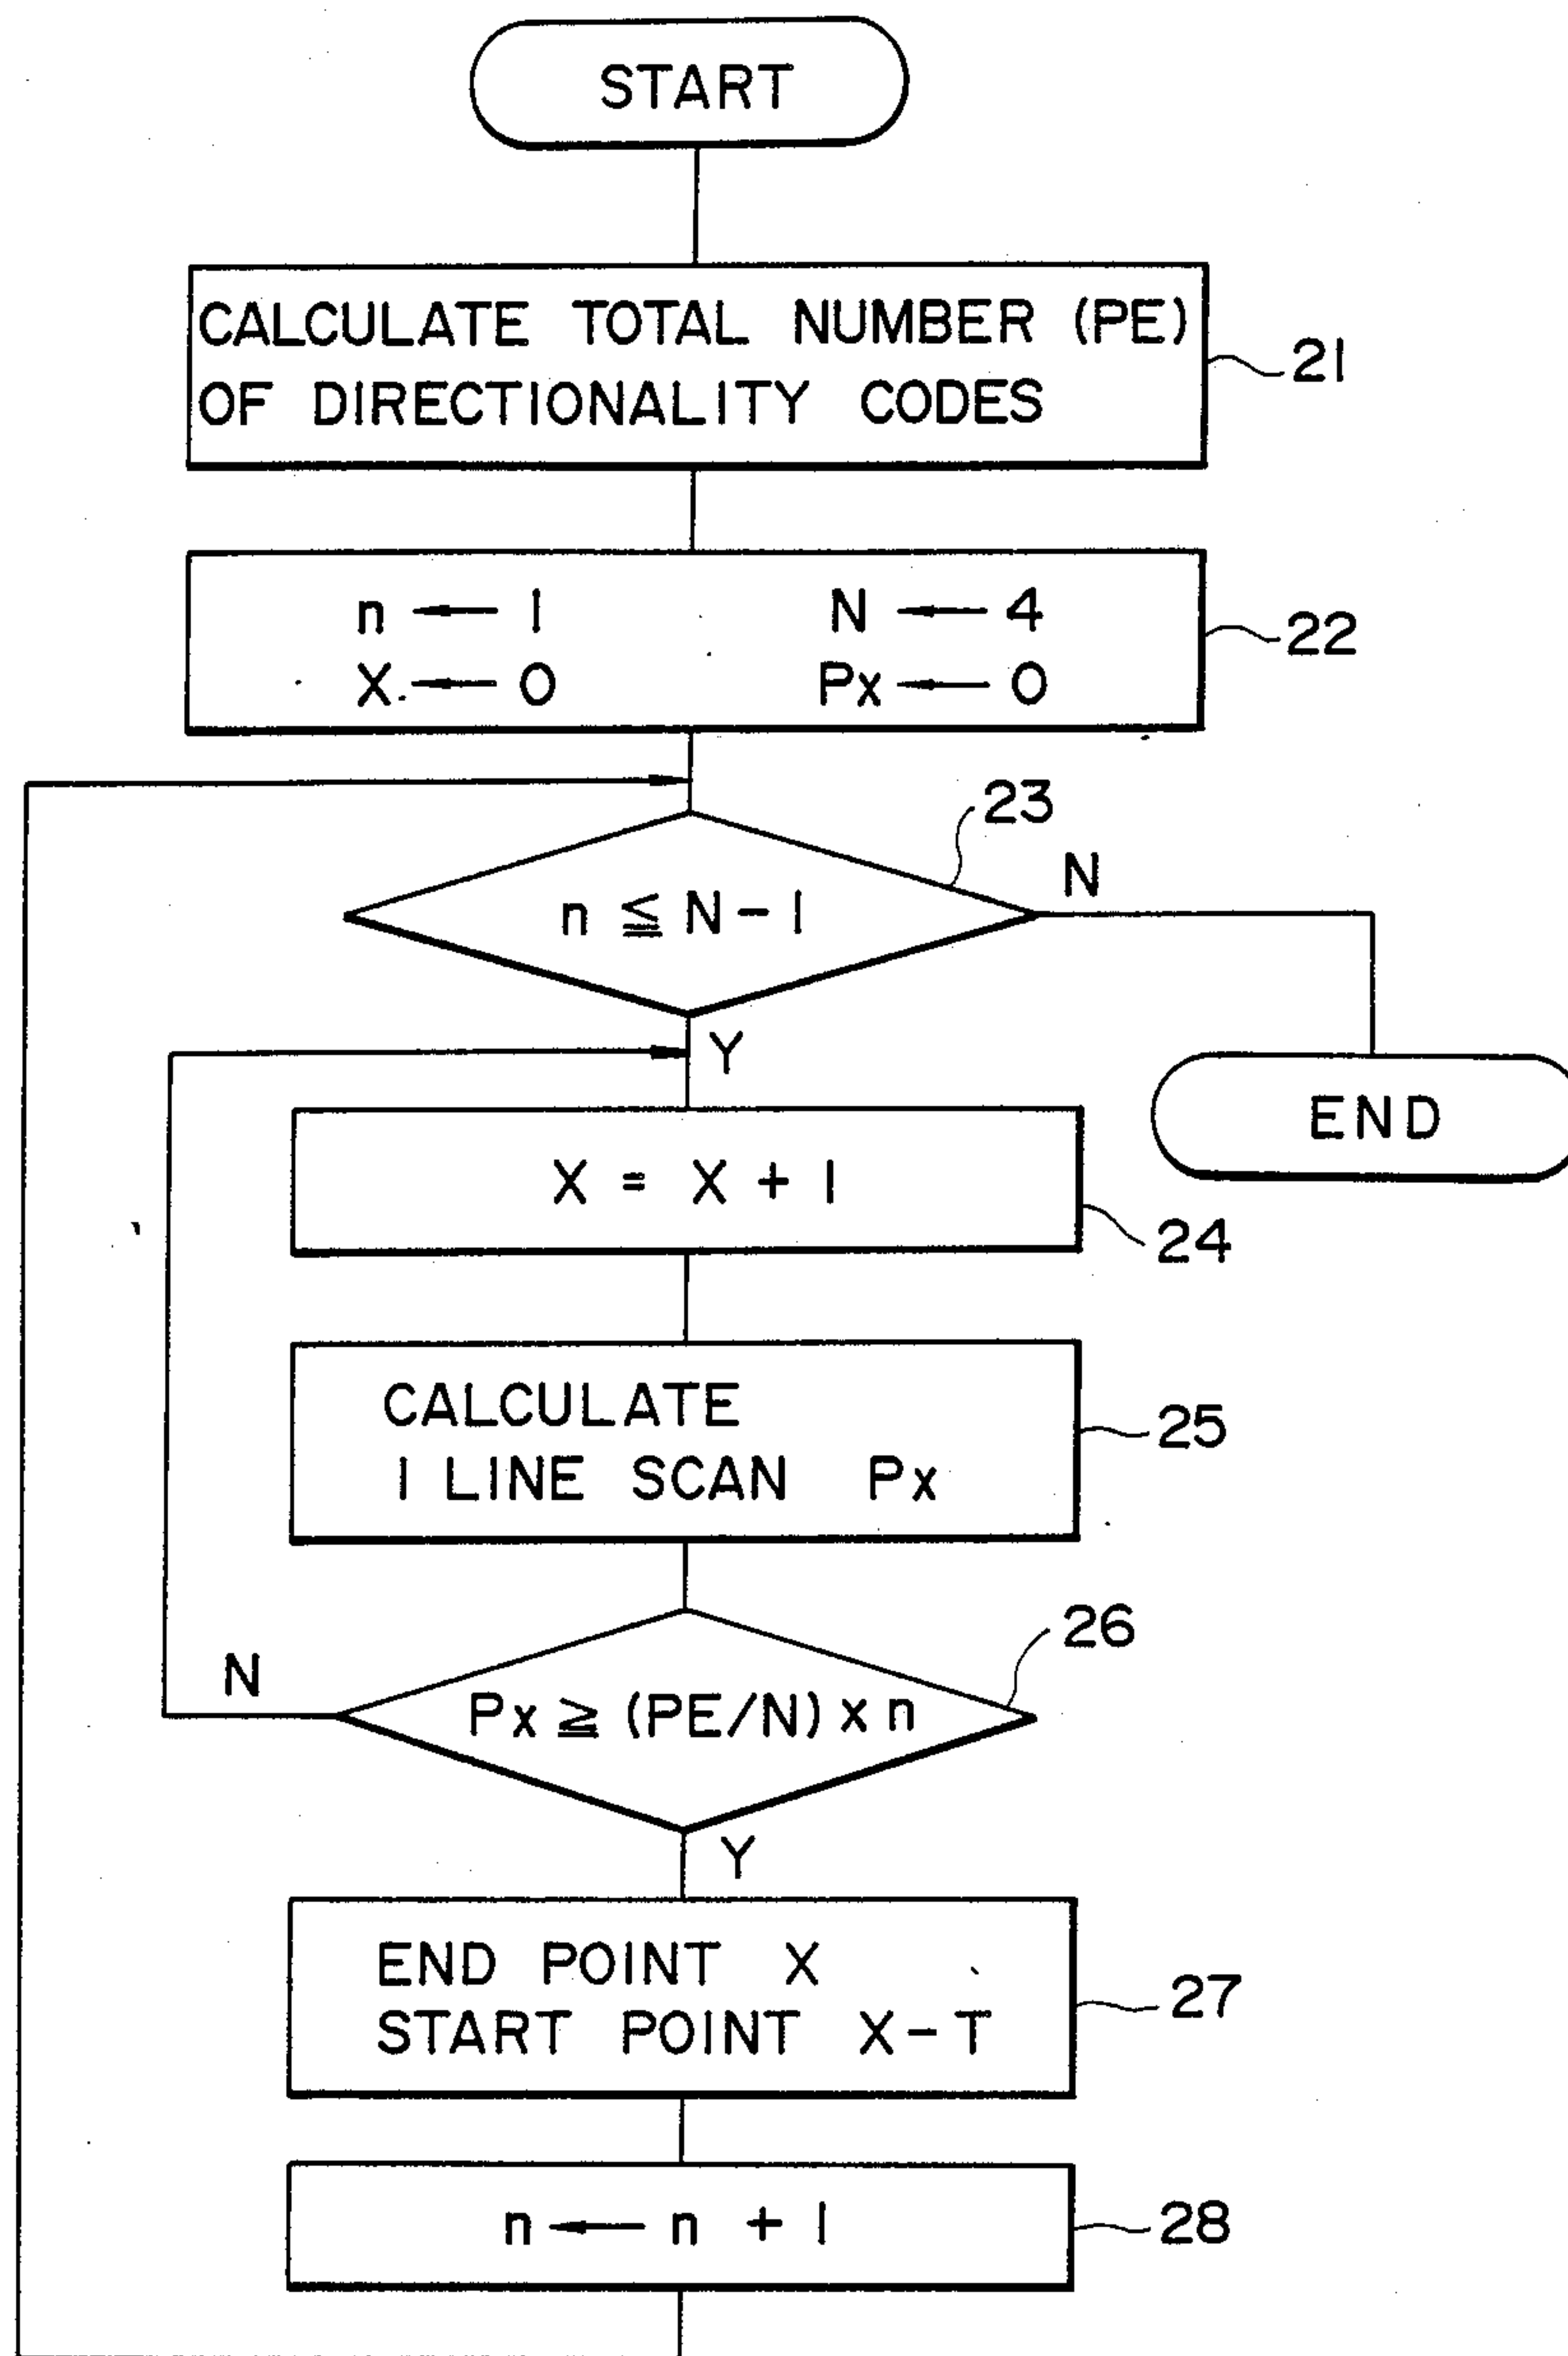 START
CALCULATE TOTAL NUMBER (PE)
OF DIRECTIONALITY CODES
21
n ← 1 N ← 4
X ← 0 Px ← 0
22
23
n ≦ N - 1
N
Y
END
X = X + 1
24
CALCULATE
1 LINE SCAN Px
25
26
N
Px ≧ (PE/N) x n
Y
END POINT X
START POINT X - T
27
n ← n + 1
28